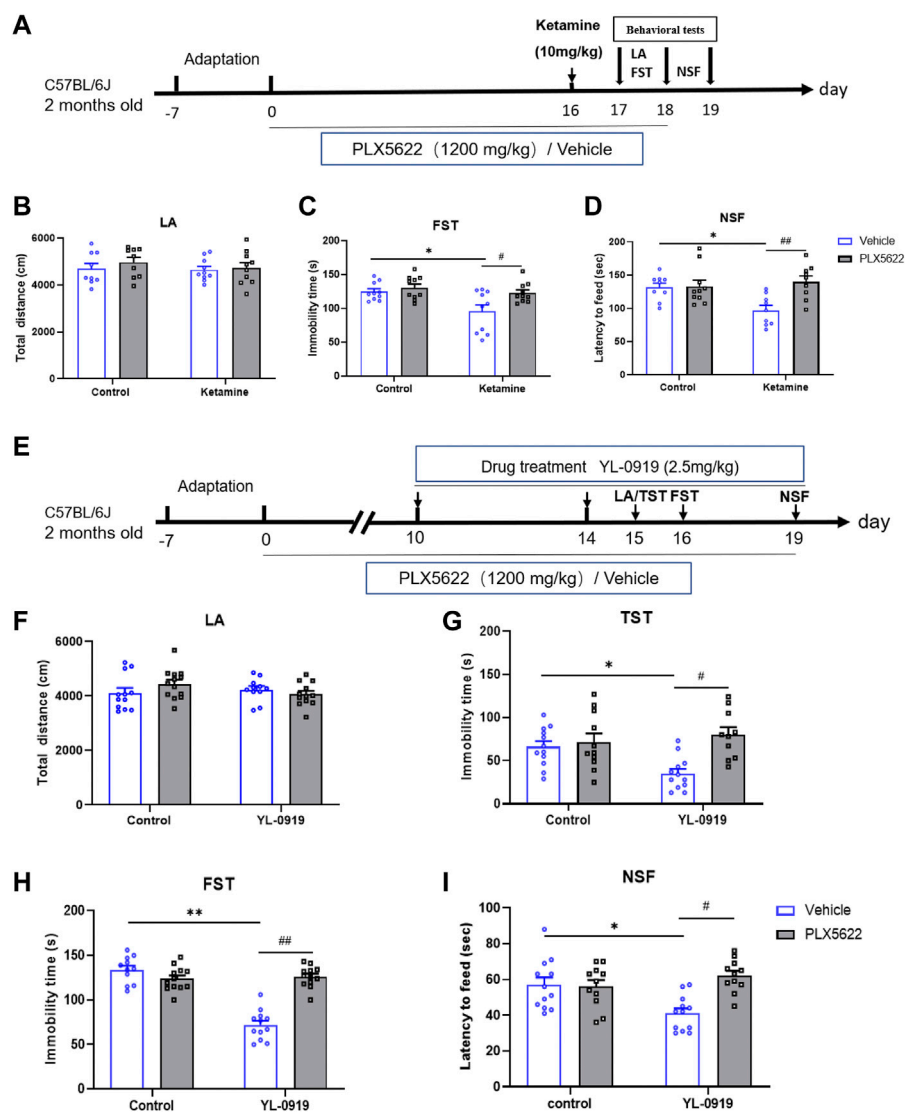 A
Ketamine
(10mg/kg)
Behavioral tests
Adaptation
LA
FST
NSF
C57BL/6J
2 months old
day
-7
0
16
17
18
19
PLX5622 (1200 mg/kg) / Vehicle
B
LA
Total distance (cm)
6000
4000
2000
0
Control
Ketamine
C
FST
Immobility time (s)
200
150
100
50
0
*
#
Control
Ketamine
D
NSF
Latency to feed (sec)
200
150
100
50
0
*
##
Control
Ketamine
Vehicle
PLX5622
E
Drug treatment YL-0919 (2.5mg/kg)
Adaptation
LA/TST
FST
NSF
C57BL/6J
2 months old
day
-7
0
10
14
15
16
19
PLX5622 (1200 mg/kg) / Vehicle
F
LA
Total distance (cm)
6000
4000
2000
0
Control
YL-0919
G
TST
Immobility time (s)
200
150
100
50
0
*
#
Control
YL-0919
H
FST
Immobility time (s)
200
150
100
50
0
**
##
Control
YL-0919
I
NSF
Latency to feed (sec)
100
80
60
40
20
0
*
#
control
YL-0919
Vehicle
PLX5622